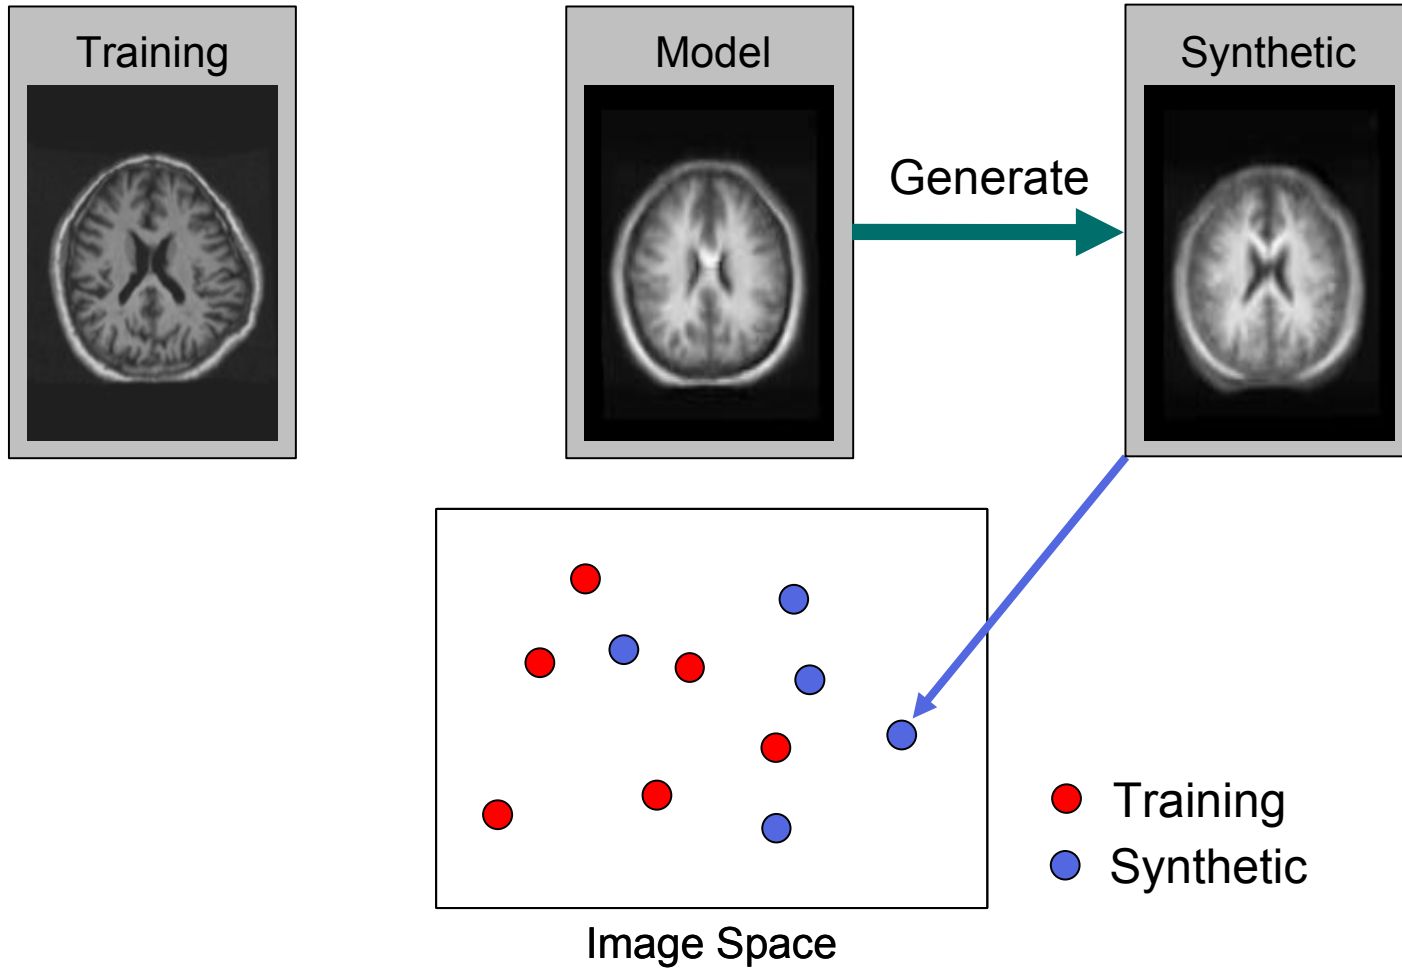 Training
Model
Synthetic
Generate
Training
Synthetic
Image Space